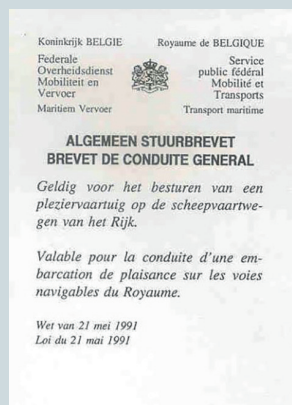 Koninkrijk BELGIE Royaume de BELGIQUE
Federale
Overheidsdienst
Mobiliteit en
Vervoer
Maritiem Vervoer
Service
public fédéral
Mobilité et
Transports
Transport maritime
ALGEMEEN STUURBREVET
BREVET DE CONDUITE GENERAL
Geldig voor het besturen van een
pleziervaartuig op de scheepvaartwe-
gen van het Rijk.
Valable pour la conduite d'une em-
barcation de plaisance sur les voies
navigables du Royaume.
Wet van 21 mei 1991
Loi du 21 mai 1991